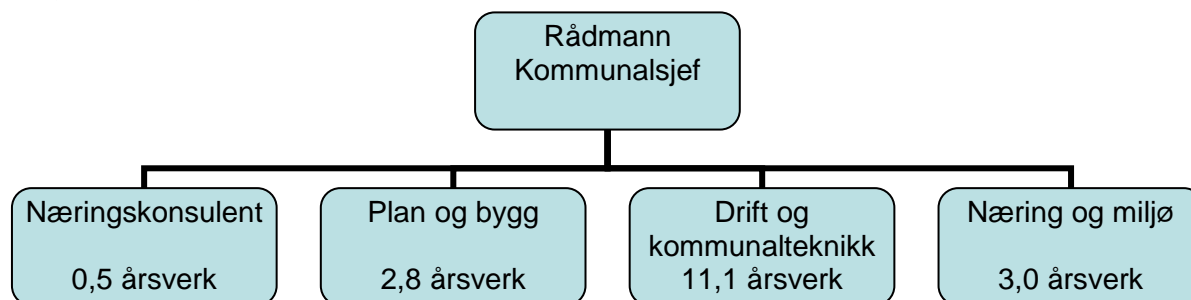 Rådmann
Kommunalsjef
Næringskonsulent
0,5 årsverk
Plan og bygg
2,8 årsverk
Drift og
kommunalteknikk
11,1 årsverk
Næring og miljø
3,0 årsverk